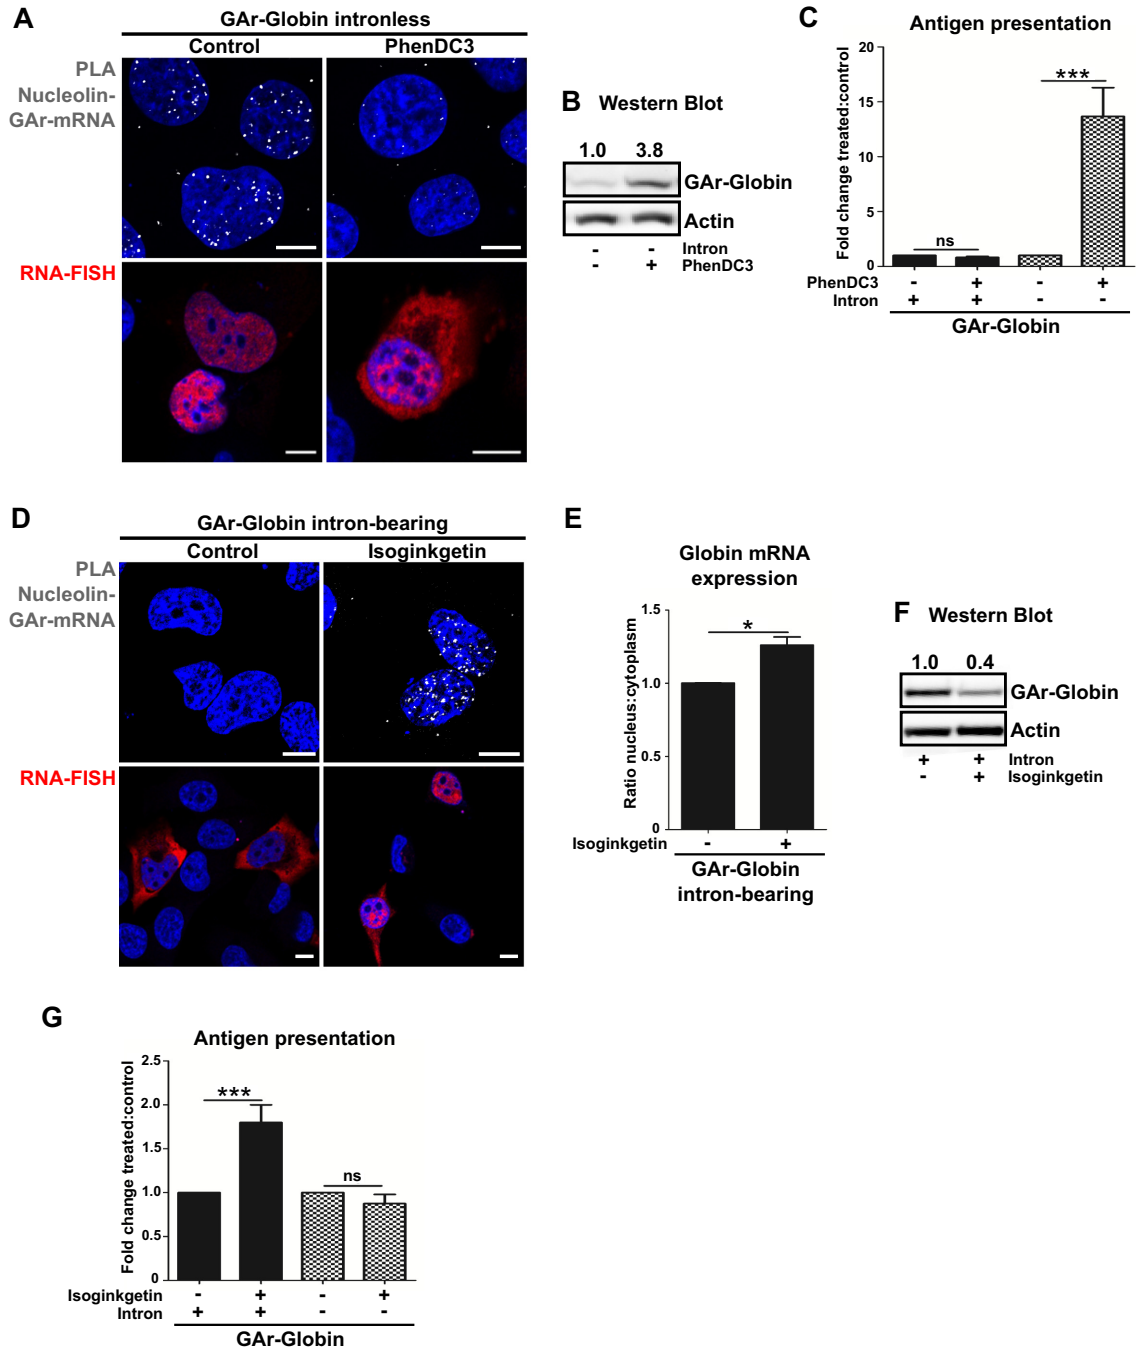 A
GAr-Globin intronless
Control PhenDC3
PLA
Nucleolin-
GAr-mRNA
RNA-FISH
B Western Blot
1.0 3.8
GAr-Globin
Actin
- - Intron
- + PhenDC3
C
Antigen presentation
Fold change treated:control
20
15
10
5
0
ns
***
PhenDC3 - + - +
Intron + + - -
GAr-Globin
D
GAr-Globin intron-bearing
Control Isoginkgetin
PLA
Nucleolin-
GAr-mRNA
RNA-FISH
E
Globin mRNA
expression
Ratio nucleus:cytoplasm
1.5
1.0
0.5
0
*
Isoginkgetin - +
GAr-Globin
intron-bearing
F Western Blot
1.0 0.4
GAr-Globin
Actin
+ + Intron
- + Isoginkgetin
G
Antigen presentation
Fold change treated:control
2.5
2.0
1.5
1.0
0.5
0
***
ns
Isoginkgetin - + - +
Intron + + - -
GAr-Globin